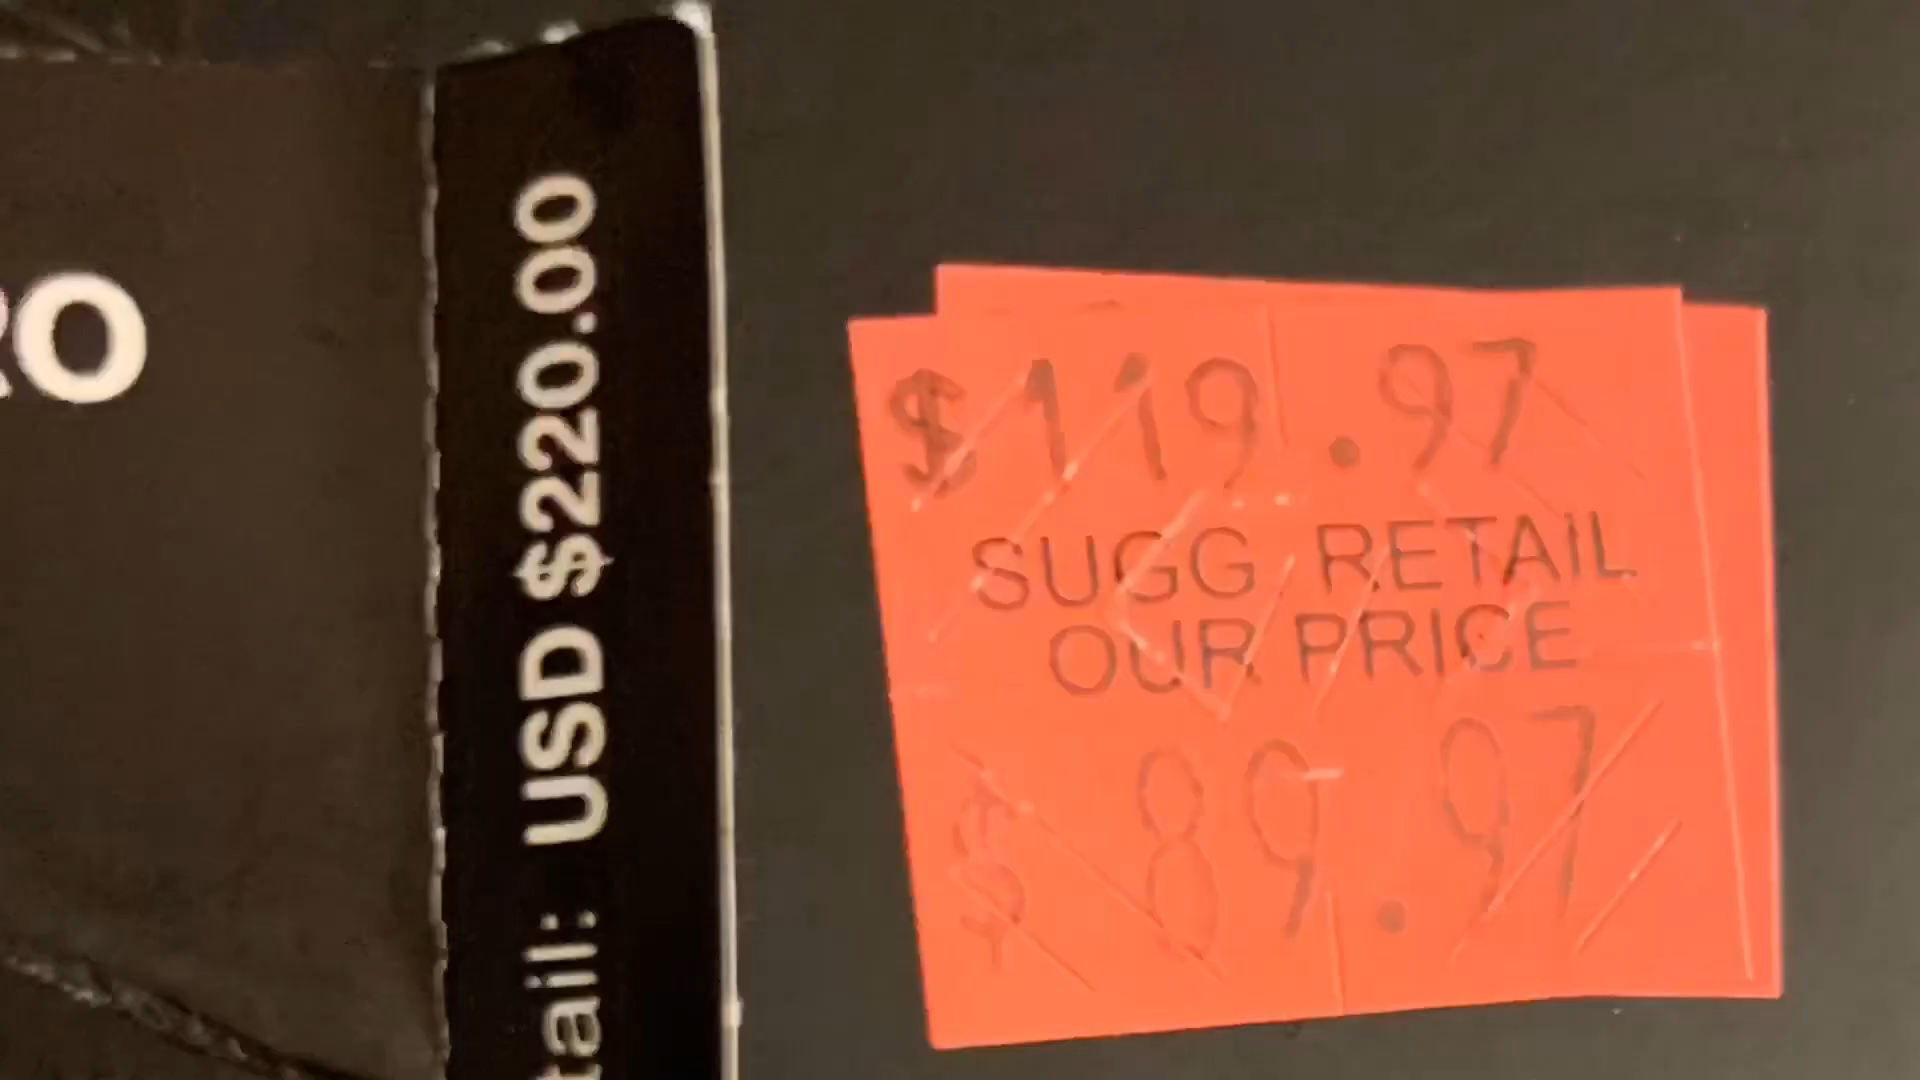 RO
tail: USD $220.00
$119.97
SUGG. RETAIL
OUR PRICE
$89.97